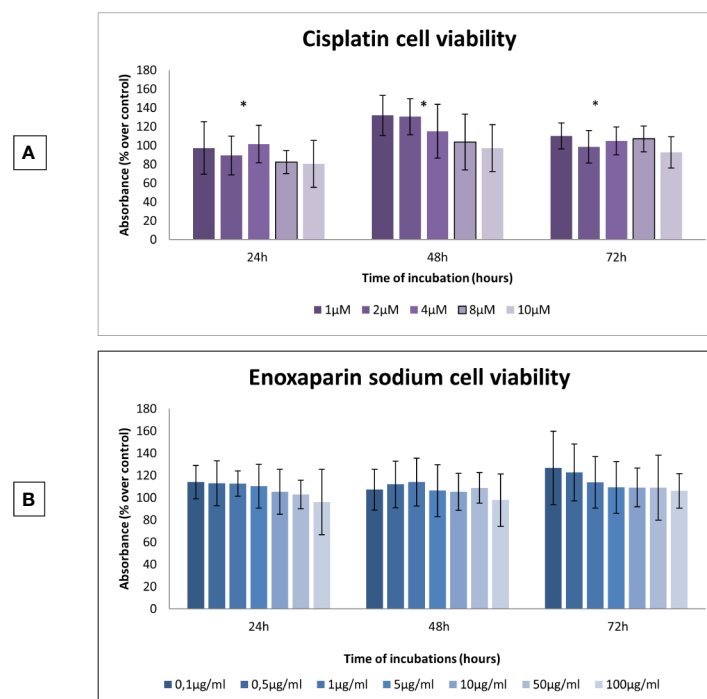 A
Cisplatin cell viability
Absorbance (% over control)
180
160
140
120
100
80
60
40
20
0
* * *
24h 48h 72h
Time of incubation (hours)
1µM 2µM 4µM 8µM 10µM
B
Enoxaparin sodium cell viability
Absorbance (% over control)
180
160
140
120
100
80
60
40
20
0
24h 48h 72h
Time of incubations (hours)
0,1µg/ml 0,5µg/ml 1µg/ml 5µg/ml 10µg/ml 50µg/ml 100µg/ml